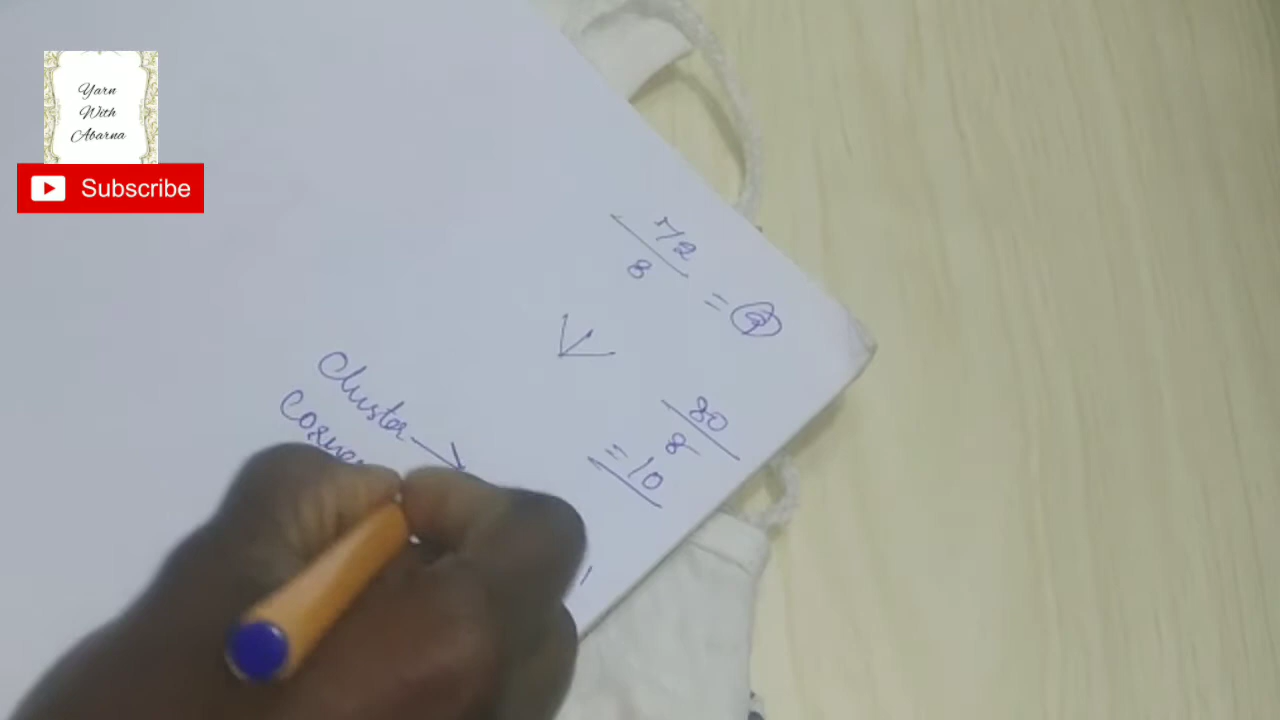 Yarn
With
Abarna
Subscribe
72
8
= 9
80
8
= 10
Cluster →